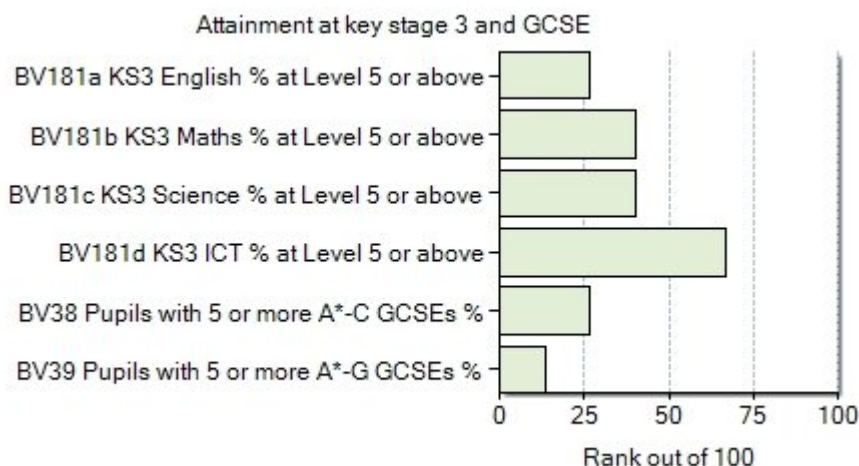 Attainment at key stage 3 and GCSE
BV181a KS3 English % at Level 5 or above
BV181b KS3 Maths % at Level 5 or above
BV181c KS3 Science % at Level 5 or above
BV181d KS3 ICT % at Level 5 or above
BV38 Pupils with 5 or more A*-C GCSEs %
BV39 Pupils with 5 or more A*-G GCSEs %
0 25 50 75 100
Rank out of 100